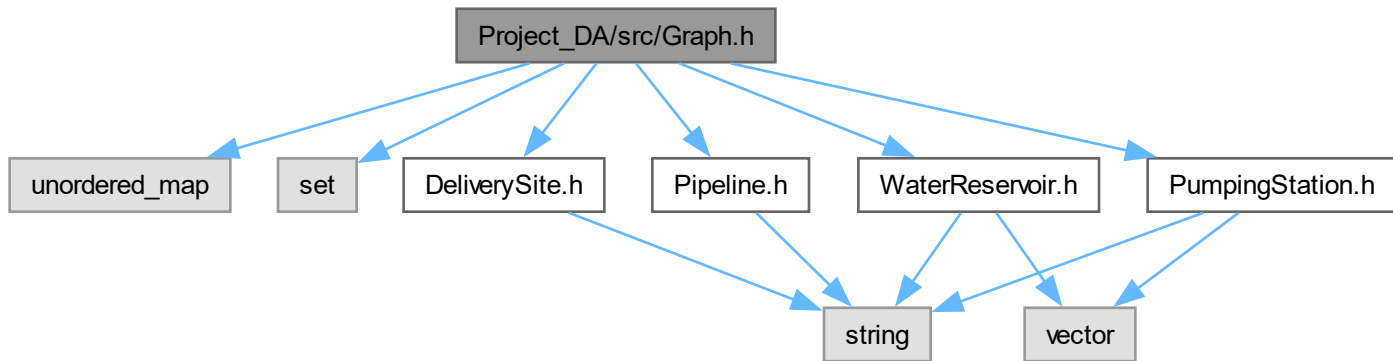 Project_DA/src/Graph.h
unordered_map
set
DeliverySite.h
Pipeline.h
WaterReservoir.h
PumpingStation.h
string
vector